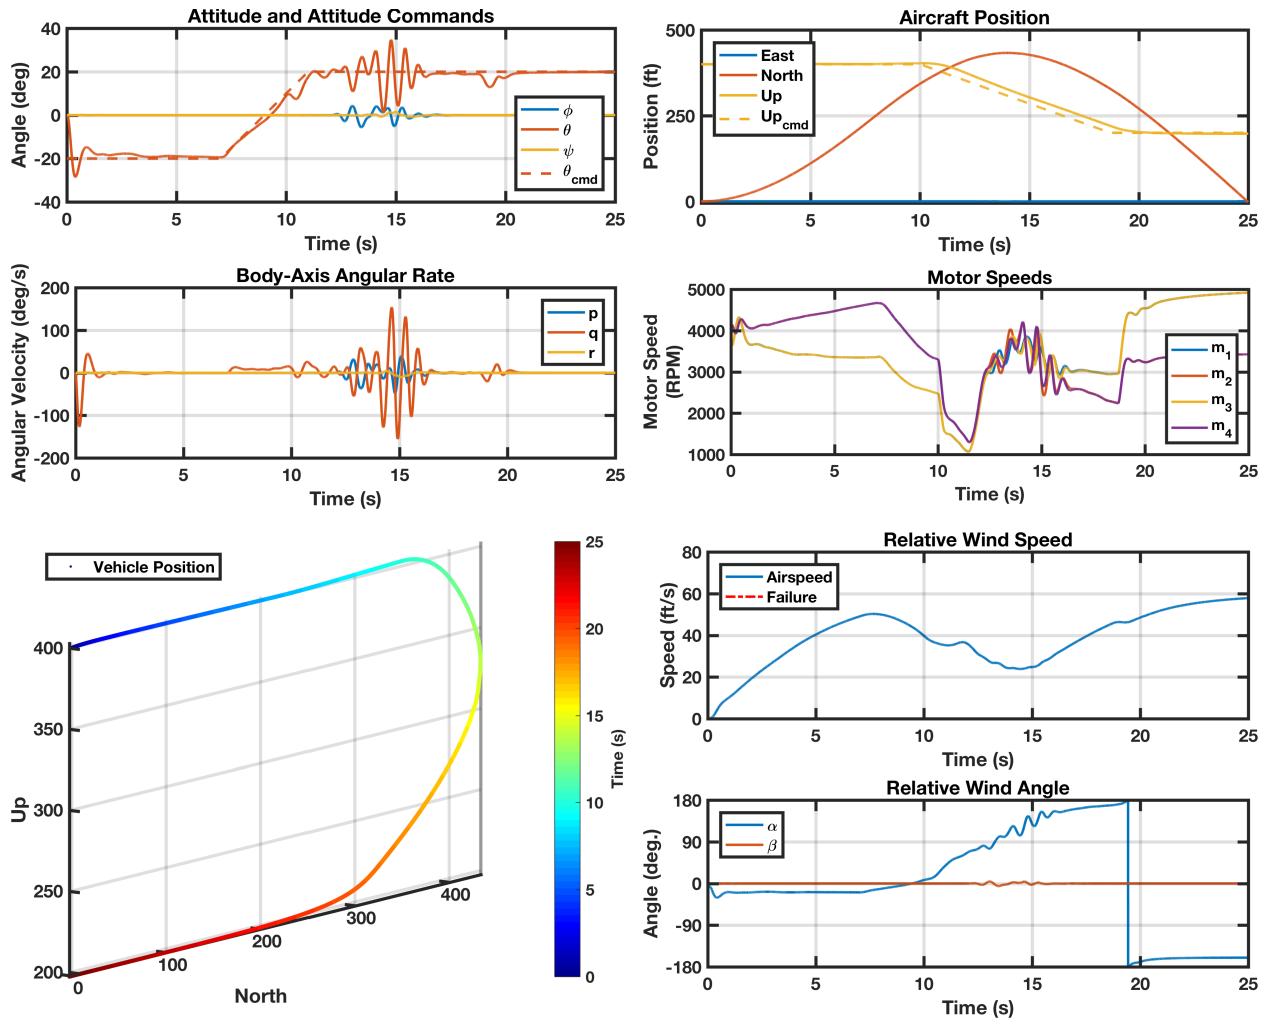 Attitude and Attitude Commands
Angle (deg)
40
20
0
-20
-40
0 5 10 15 20 25
Time (s)
ϕ
θ
ψ
θcmd
Aircraft Position
Position (ft)
500
250
0
0 5 10 15 20 25
Time (s)
East
North
Up
Upcmd
Body-Axis Angular Rate
Angular Velocity (deg/s)
200
100
0
-100
-200
0 5 10 15 20 25
Time (s)
p
q
r
Motor Speeds
Motor Speed
(RPM)
5000
4000
3000
2000
1000
0 5 10 15 20 25
Time (s)
m1
m2
m3
m4
Vehicle Position
Up
400
350
300
250
200
0
100
200
300
400
North
25
20
15
10
5
0
Time (s)
Relative Wind Speed
Speed (ft/s)
80
60
40
20
0
0 5 10 15 20 25
Time (s)
Airspeed
Failure
Relative Wind Angle
Angle (deg.)
180
90
0
-90
-180
0 5 10 15 20 25
Time (s)
α
β